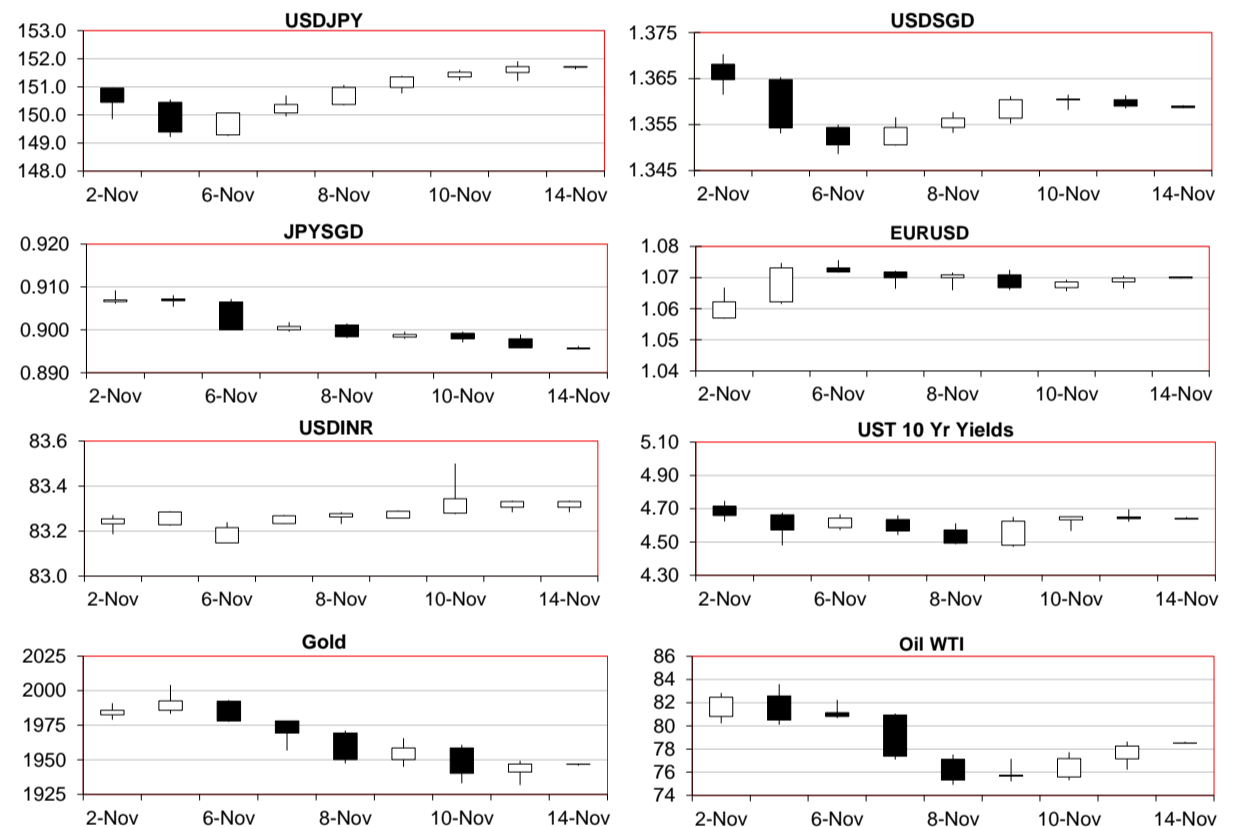 USDJPY
153.0
152.0
151.0
150.0
149.0
148.0
2-Nov 6-Nov 8-Nov 10-Nov 14-Nov
USDSGD
1.375
1.365
1.355
1.345
2-Nov 6-Nov 8-Nov 10-Nov 14-Nov
JPYSGD
0.920
0.910
0.900
0.890
2-Nov 6-Nov 8-Nov 10-Nov 14-Nov
EURUSD
1.08
1.07
1.06
1.05
1.04
2-Nov 6-Nov 8-Nov 10-Nov 14-Nov
USDINR
83.6
83.4
83.2
83.0
2-Nov 6-Nov 8-Nov 10-Nov 14-Nov
UST 10 Yr Yields
5.10
4.90
4.70
4.50
4.30
2-Nov 6-Nov 8-Nov 10-Nov 14-Nov
Gold
2025
2000
1975
1950
1925
2-Nov 6-Nov 8-Nov 10-Nov 14-Nov
Oil WTI
86
84
82
80
78
76
74
2-Nov 6-Nov 8-Nov 10-Nov 14-Nov